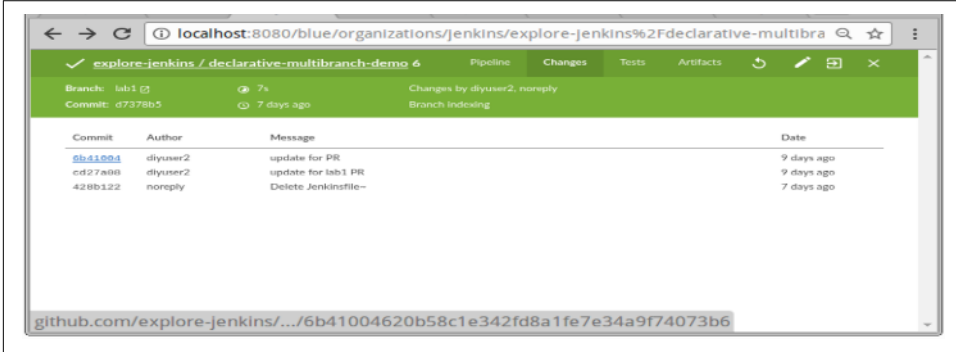 localhost:8080/blue/organizations/jenkins/explore-jenkins%2Fdeclarative-multibra
explore-jenkins / declarative-multibranch-demo 6 Pipeline Changes Tests Artifacts
Branch: lab1 7s Changes by diyuser2, noreply
Commit: d7378b5 7 days ago Branch indexing
Commit Author Message Date
6b41004 diyuser2 update for PR 9 days ago
cd27a08 diyuser2 update for lab1 PR 9 days ago
428b122 noreply Delete Jenkinsfile~ 7 days ago
github.com/explore-jenkins/.../6b41004620b58c1e342fd8a1fe7e34a9f74073b6